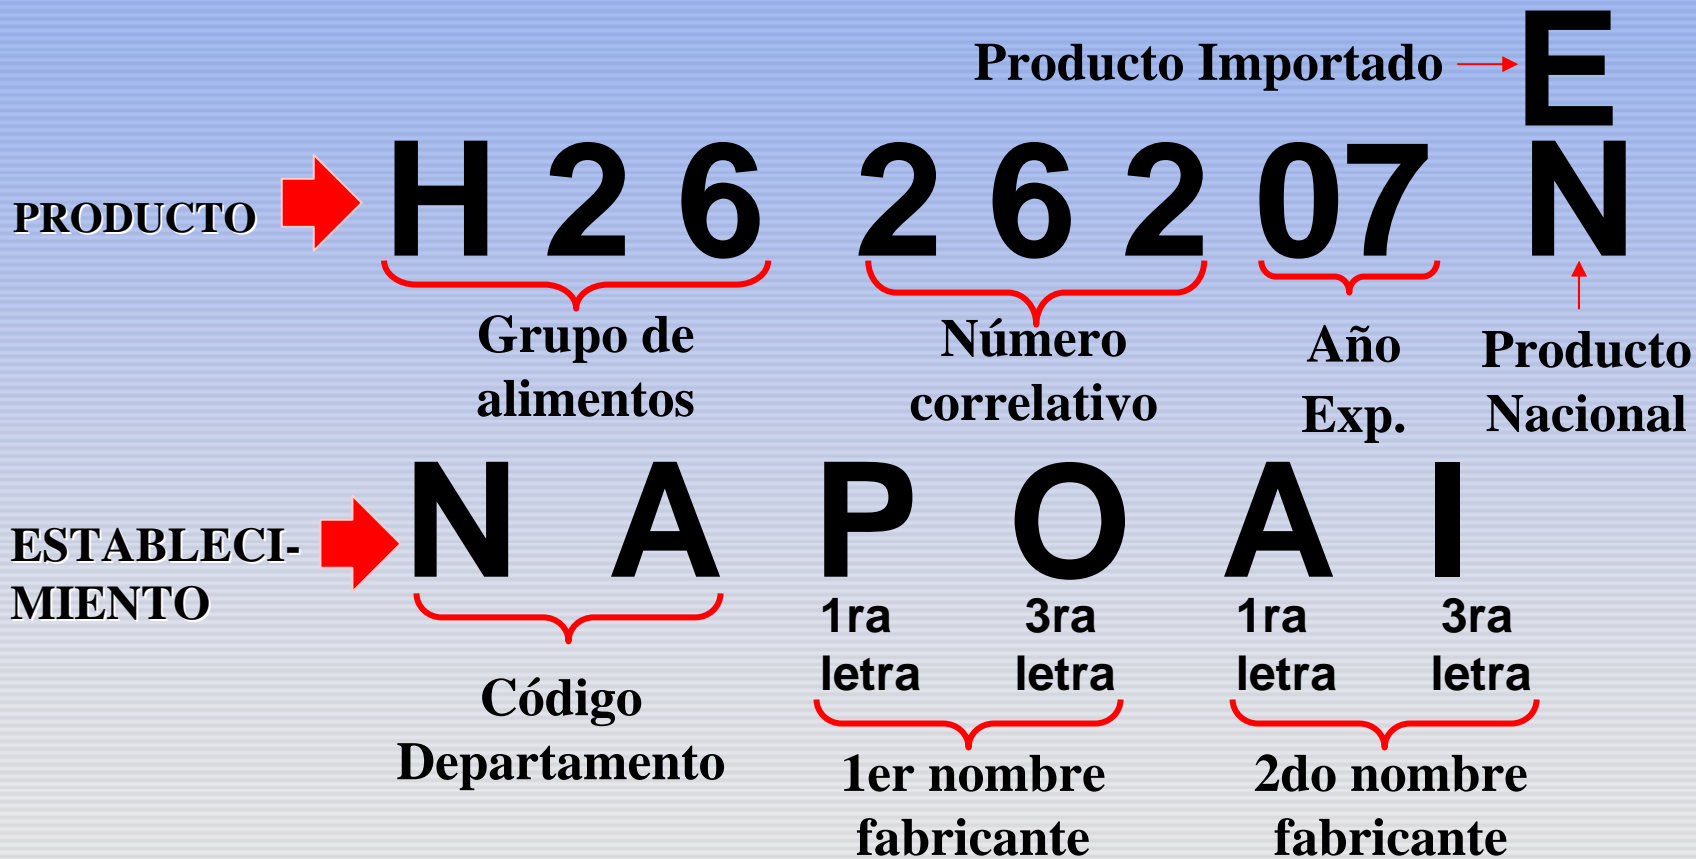 Producto Importado E
PRODUCTO H 2 6 2 6 2 07 N
Grupo de
alimentos
Número
correlativo
Año
Exp.
Producto
Nacional
ESTABLECI-
MIENTO
N A P O A I
1ra
letra
3ra
letra
1ra
letra
3ra
letra
Código
Departamento
1er nombre
fabricante
2do nombre
fabricante